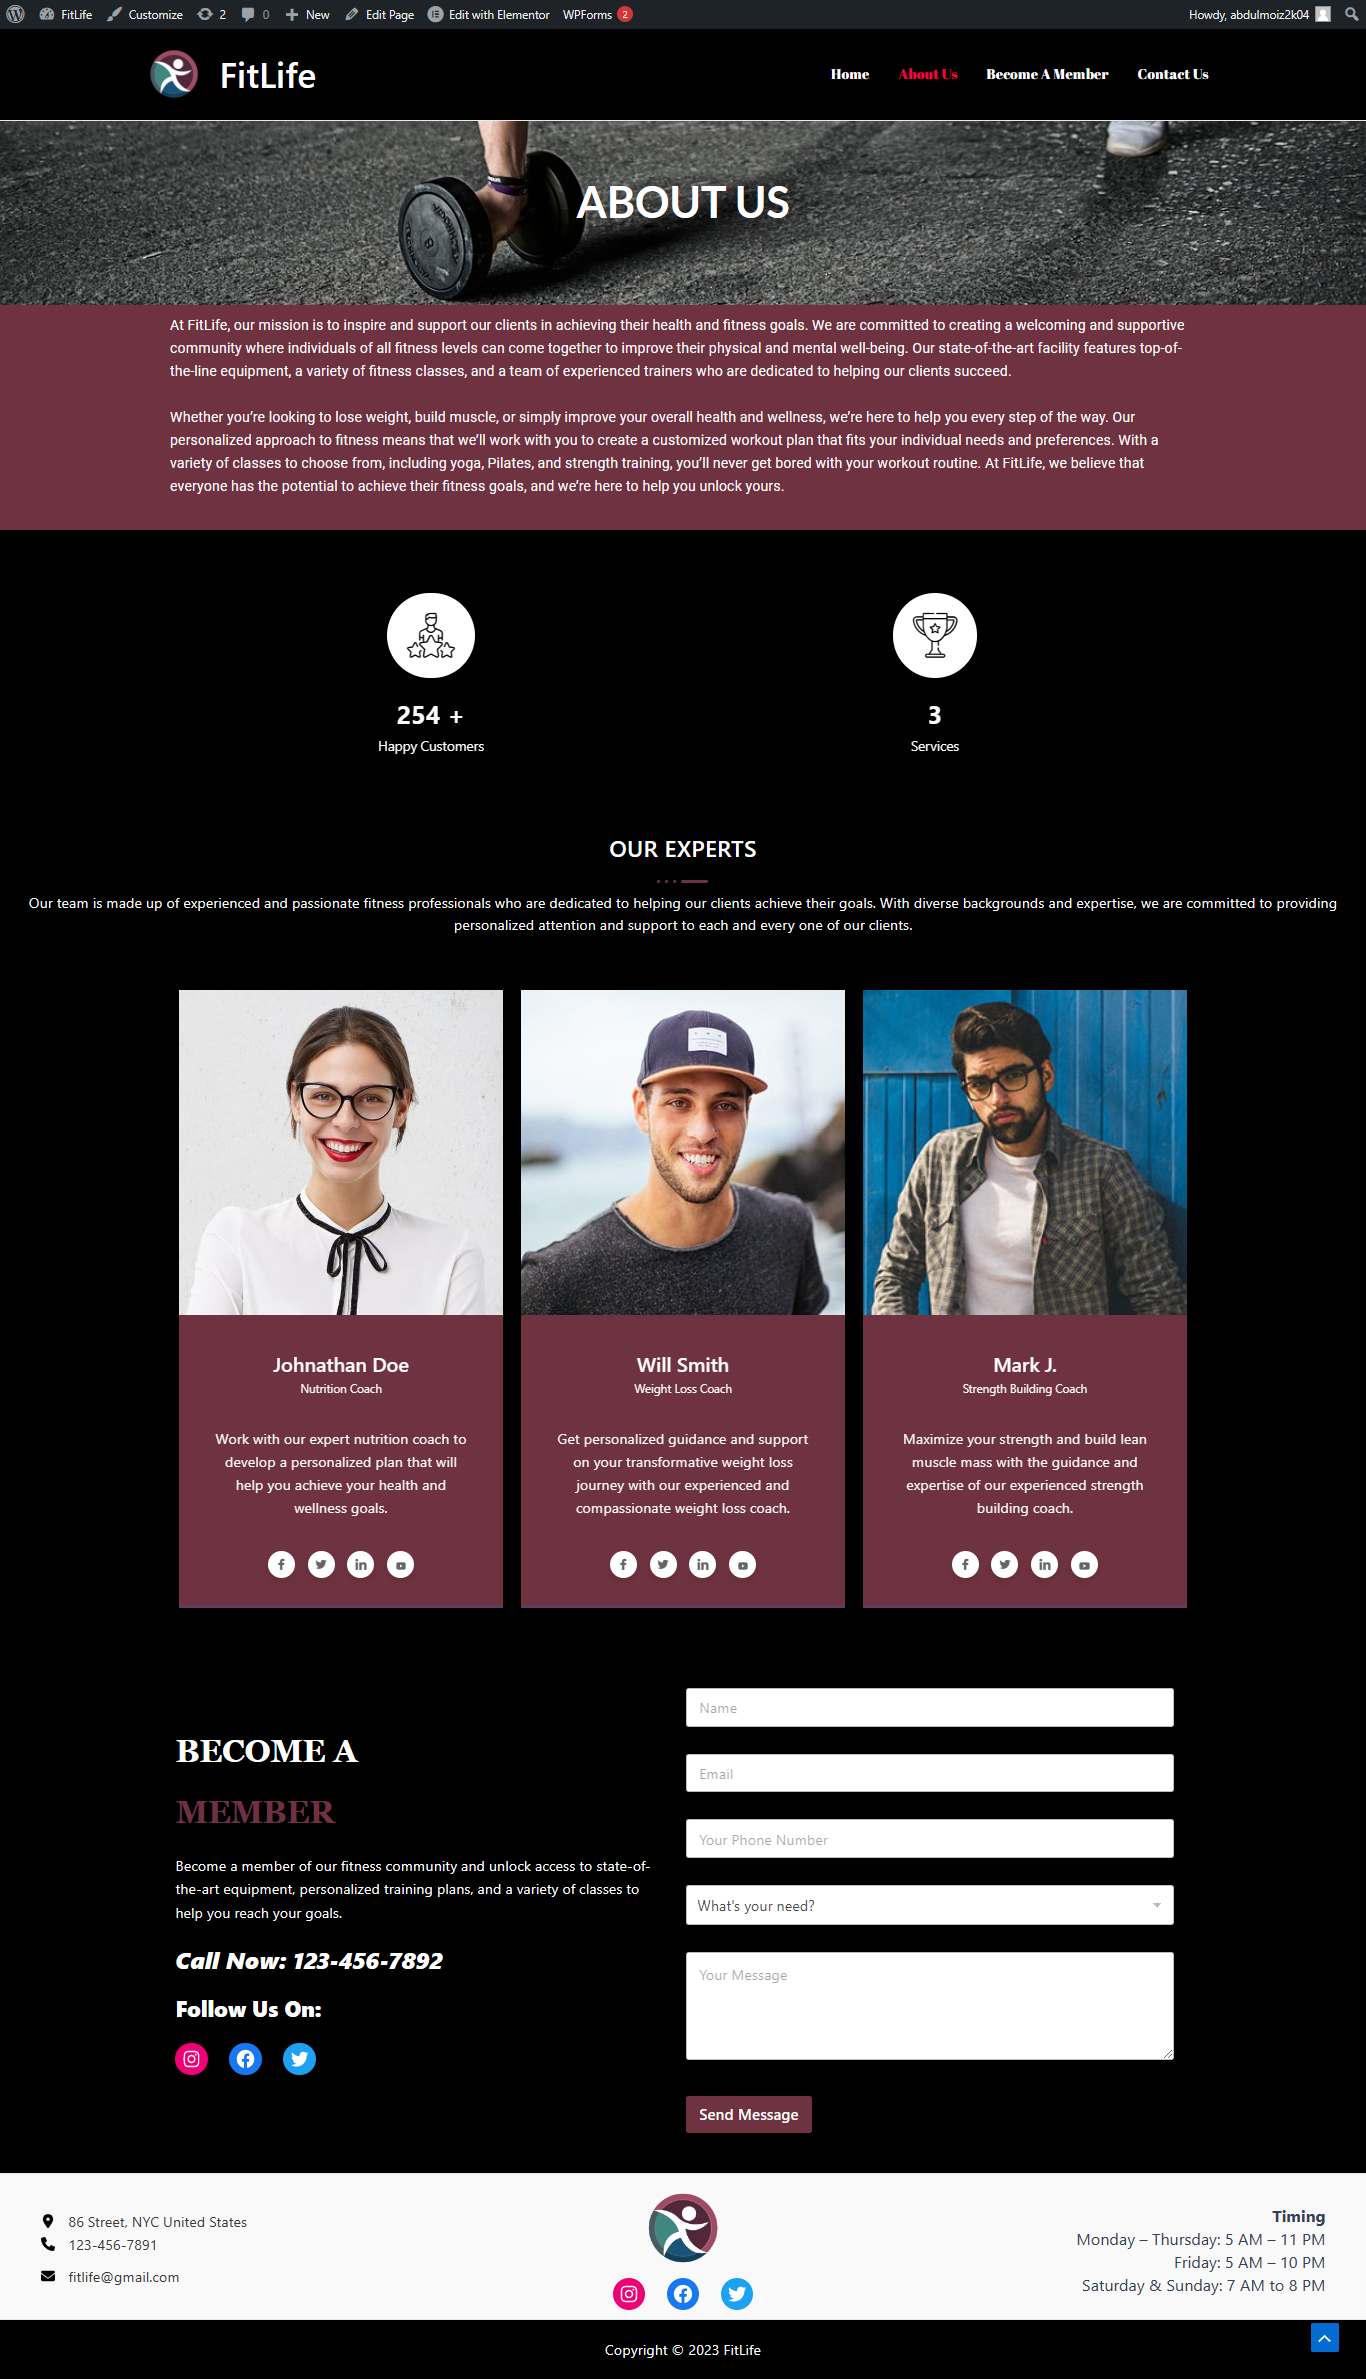 FitLife Customize 2 0 New Edit Page Edit with Elementor WPForms 2 Howdy, abdulmoiz2k04
FitLife Home About Us Become A Member Contact Us
ABOUT US
At FitLife, our mission is to inspire and support our clients in achieving their health and fitness goals. We are committed to creating a welcoming and supportive
community where individuals of all fitness levels can come together to improve their physical and mental well-being. Our state-of-the-art facility features top-of-
the-line equipment, a variety of fitness classes, and a team of experienced trainers who are dedicated to helping our clients succeed.
Whether you’re looking to lose weight, build muscle, or simply improve your overall health and wellness, we’re here to help you every step of the way. Our
personalized approach to fitness means that we’ll work with you to create a customized workout plan that fits your individual needs and preferences. With a
variety of classes to choose from, including yoga, Pilates, and strength training, you’ll never get bored with your workout routine. At FitLife, we believe that
everyone has the potential to achieve their fitness goals, and we’re here to help you unlock yours.
254 +
Happy Customers
3
Services
OUR EXPERTS
Our team is made up of experienced and passionate fitness professionals who are dedicated to helping our clients achieve their goals. With diverse backgrounds and expertise, we are committed to providing
personalized attention and support to each and every one of our clients.
Johnathan Doe
Nutrition Coach
Work with our expert nutrition coach to
develop a personalized plan that will
help you achieve your health and
wellness goals.
Will Smith
Weight Loss Coach
Get personalized guidance and support
on your transformative weight loss
journey with our experienced and
compassionate weight loss coach.
Mark J.
Strength Building Coach
Maximize your strength and build lean
muscle mass with the guidance and
expertise of our experienced strength
building coach.
BECOME A
MEMBER
Become a member of our fitness community and unlock access to state-of-
the-art equipment, personalized training plans, and a variety of classes to
help you reach your goals.
Call Now: 123-456-7892
Follow Us On:
Name
Email
Your Phone Number
What's your need?
Your Message
Send Message
86 Street, NYC United States
123-456-7891
fitlife@gmail.com
Timing
Monday – Thursday: 5 AM – 11 PM
Friday: 5 AM – 10 PM
Saturday & Sunday: 7 AM to 8 PM
Copyright © 2023 FitLife